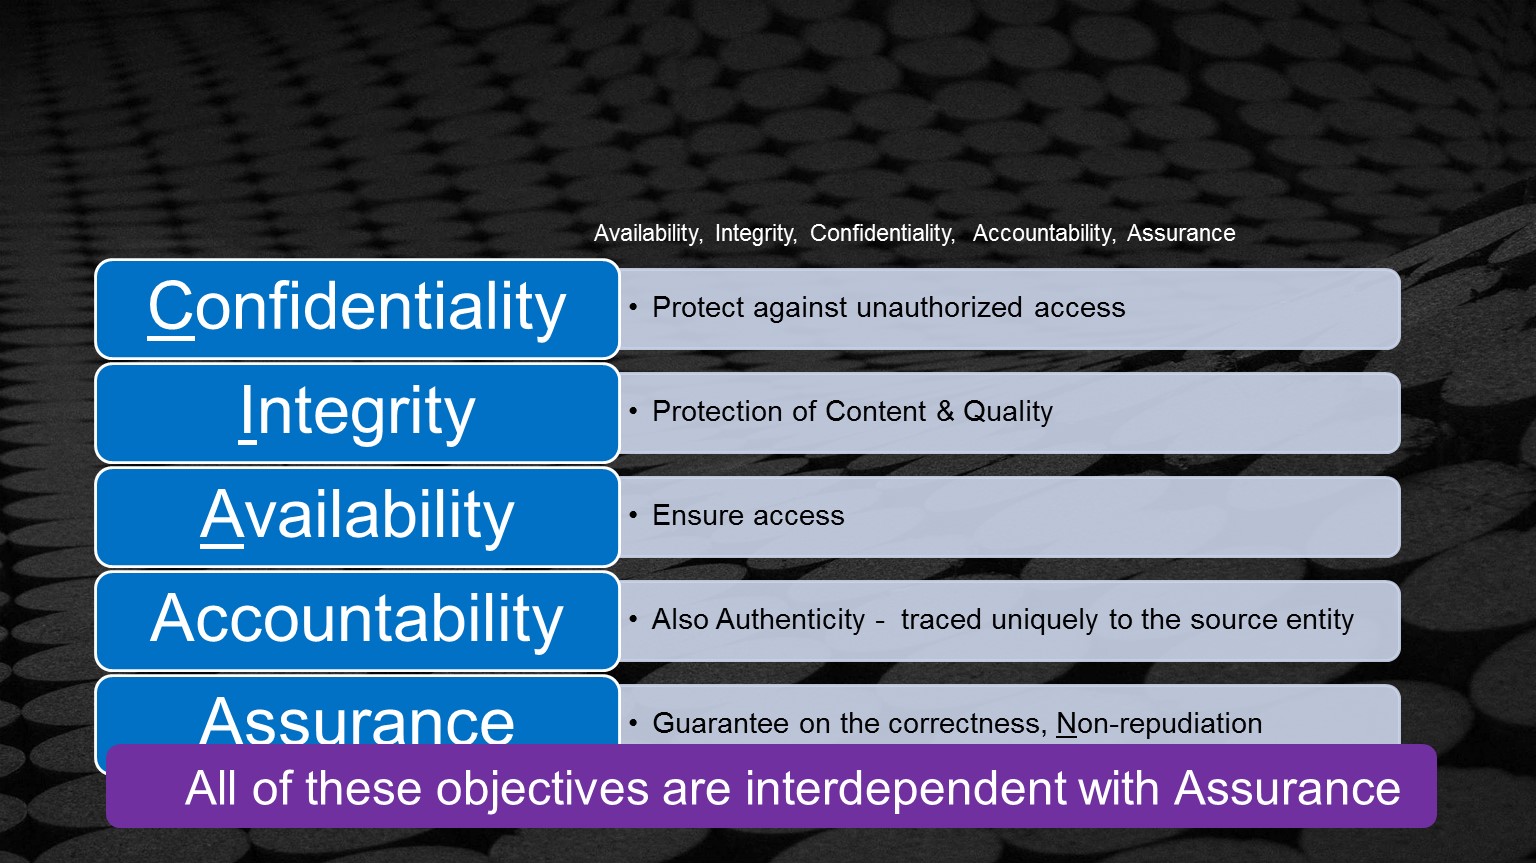 Availability, Integrity, Confidentiality, Accountability, Assurance
Confidentiality
• Protect against unauthorized access
Integrity
• Protection of Content & Quality
Availability
• Ensure access
Accountability
• Also Authenticity - traced uniquely to the source entity
Assurance
• Guarantee on the correctness, Non-repudiation
All of these objectives are interdependent with Assurance